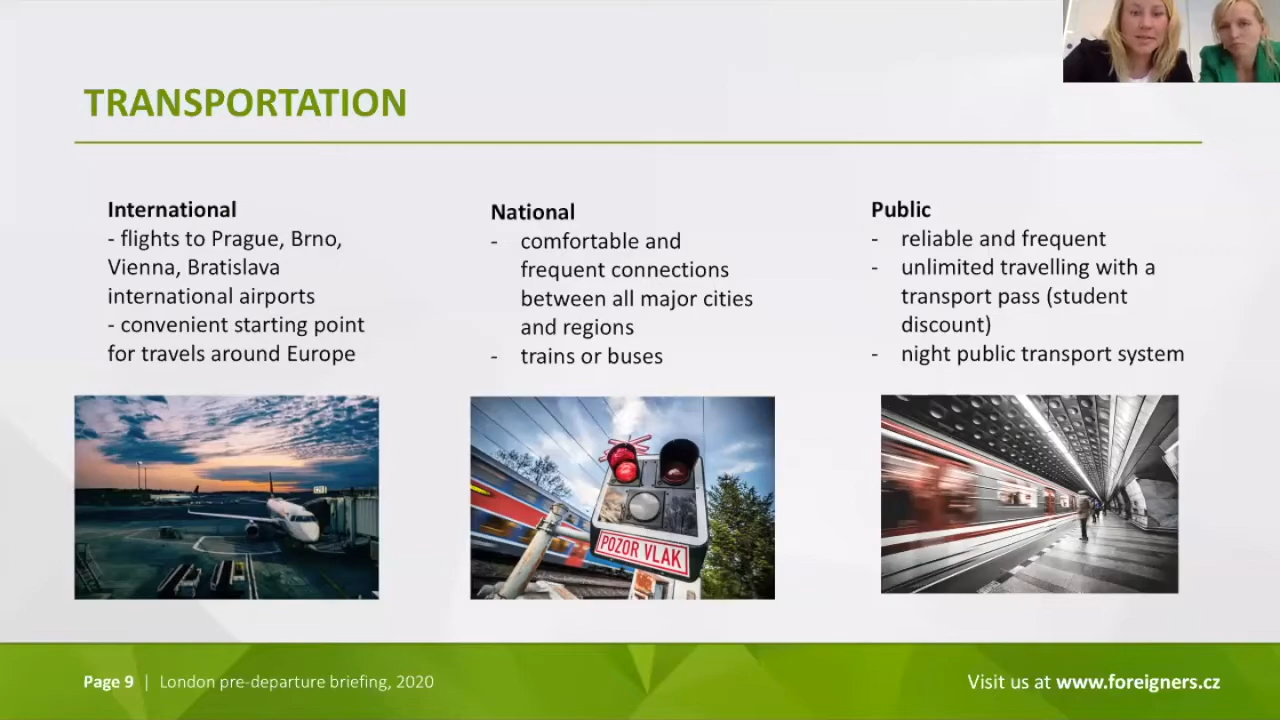 TRANSPORTATION
International
- flights to Prague, Brno,
Vienna, Bratislava
international airports
- convenient starting point
for travels around Europe
National
- comfortable and
frequent connections
between all major cities
and regions
- trains or buses
Public
- reliable and frequent
- unlimited travelling with a
transport pass (student
discount)
- night public transport system
POZOR VLAK
Page 9 | London pre-departure briefing, 2020
Visit us at www.foreigners.cz